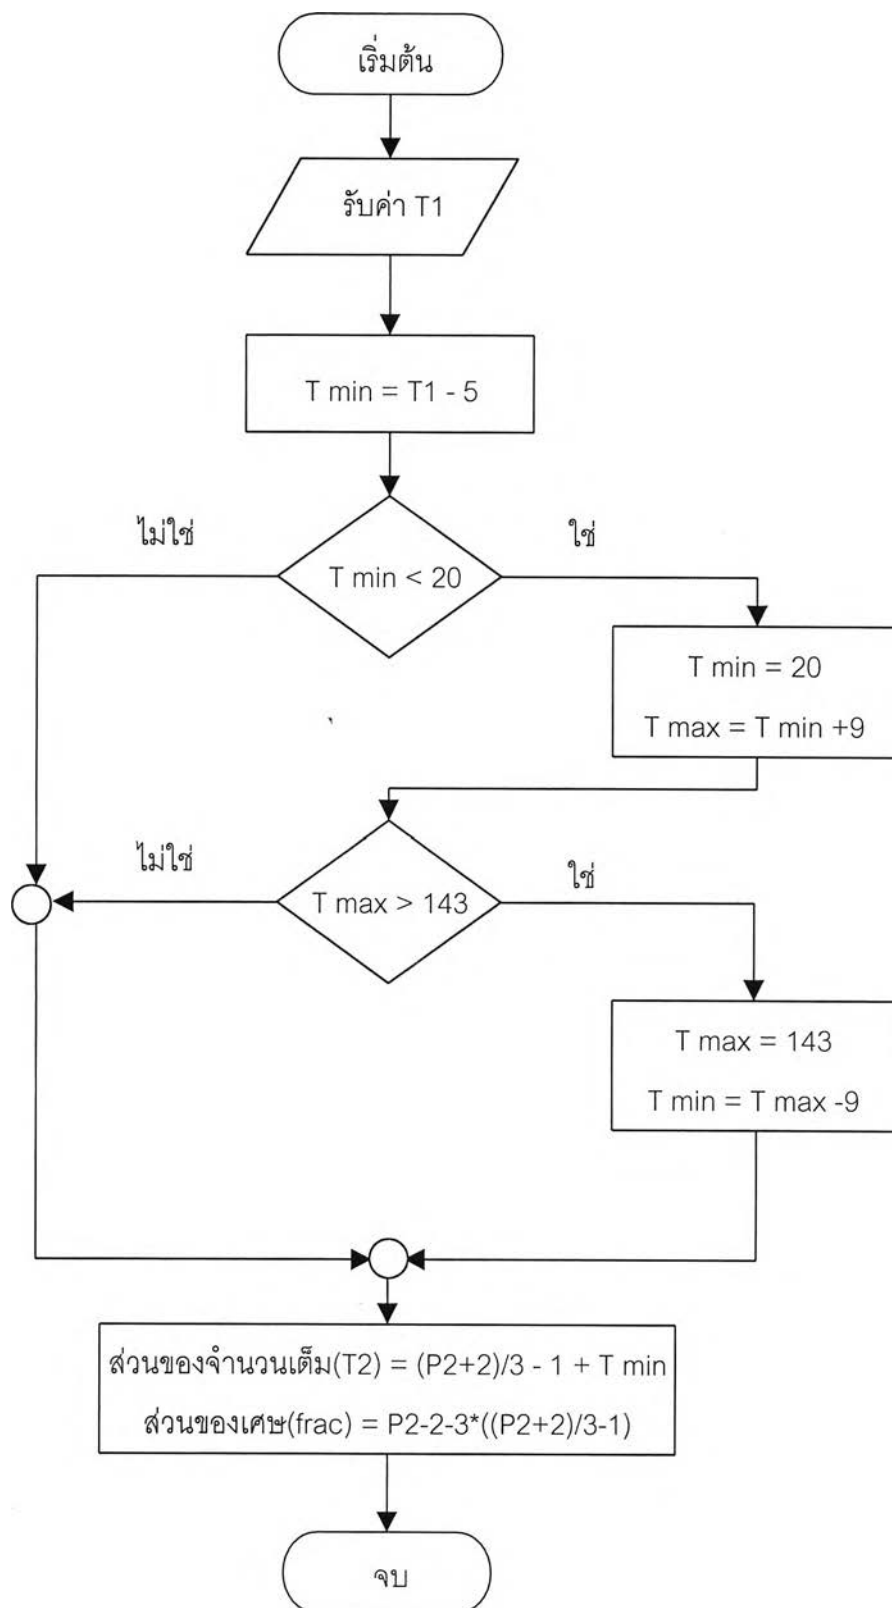 เริ่มต้น
รับค่า T1
T min = T1 - 5
ไม่ใช่
ใช่
T min < 20
T min = 20
T max = T min +9
ไม่ใช่
ใช่
T max > 143
T max = 143
T min = T max -9
ส่วนของจำนวนเต็ม(T2) = (P2+2)/3 - 1 + T min
ส่วนของเศษ(frac) = P2-2-3*((P2+2)/3-1)
จบ